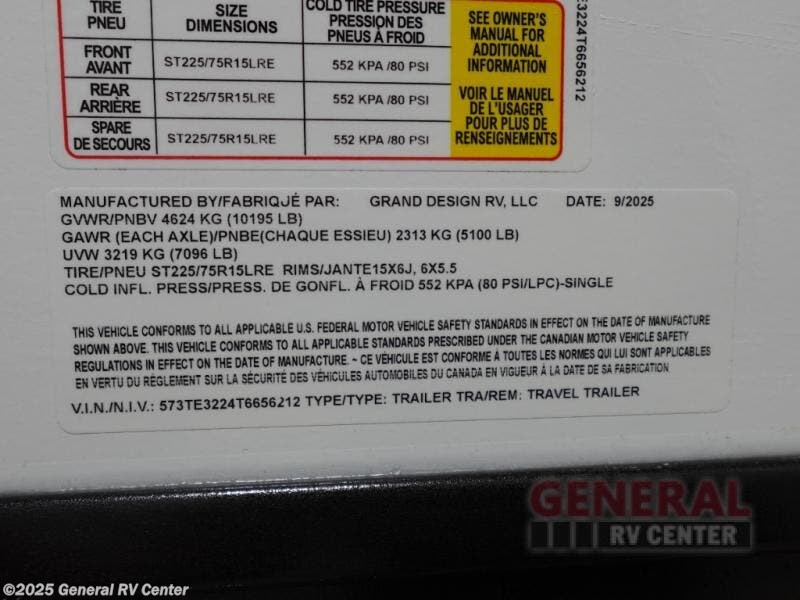 TIRE SIZE COLD TIRE PRESSURE
PNEU DIMENSIONS PRESSION DES
PNEUS À FROID
FRONT
AVANT ST225/75R15LRE 552 KPA /80 PSI
REAR
ARRIÈRE ST225/75R15LRE 552 KPA /80 PSI
SPARE
DE SECOURS ST225/75R15LRE 552 KPA /80 PSI
SEE OWNER'S
MANUAL FOR
ADDITIONAL
INFORMATION
VOIR LE MANUEL
DE L'USAGER
POUR PLUS DE
RENSEIGNEMENTS
E3224T6656212
MANUFACTURED BY/FABRIQUÉ PAR: GRAND DESIGN RV, LLC DATE: 9/2025
GVWR/PNBV 4624 KG (10195 LB)
GAWR (EACH AXLE)/PNBE(CHAQUE ESSIEU) 2313 KG (5100 LB)
UVW 3219 KG (7096 LB)
TIRE/PNEU ST225/75R15LRE RIMS/JANTE15X6J, 6X5.5
COLD INFL. PRESS/PRESS. DE GONFL. À FROID 552 KPA (80 PSI/LPC)-SINGLE
THIS VEHICLE CONFORMS TO ALL APPLICABLE U.S. FEDERAL MOTOR VEHICLE SAFETY STANDARDS IN EFFECT ON THE DATE OF MANUFACTURE
SHOWN ABOVE. THIS VEHICLE CONFORMS TO ALL APPLICABLE STANDARDS PRESCRIBED UNDER THE CANADIAN MOTOR VEHICLE SAFETY
REGULATIONS IN EFFECT ON THE DATE OF MANUFACTURE. ~ CE VÉHICULE EST CONFORME À TOUTES LES NORMES QUI LUI SONT APPLICABLES
EN VERTU DU RÉGLEMENT SUR LA SÉCURITÉ DES VÉHICULES AUTOMOBILES DU CANADA EN VIGUEUR À LA DATE DE SA FABRICATION
V.I.N./N.I.V.: 573TE3224T6656212 TYPE/TYPE: TRAILER TRA/REM: TRAVEL TRAILER
GENERAL
RV CENTER
©2025 General RV Center